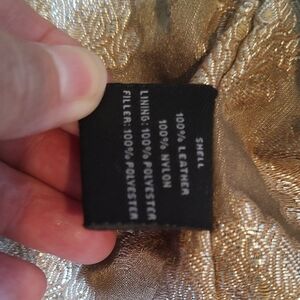 SHELL
100% LEATHER
100% NYLON
LINING: 100% POLYESTER
FILLER: 100% POLYESTER